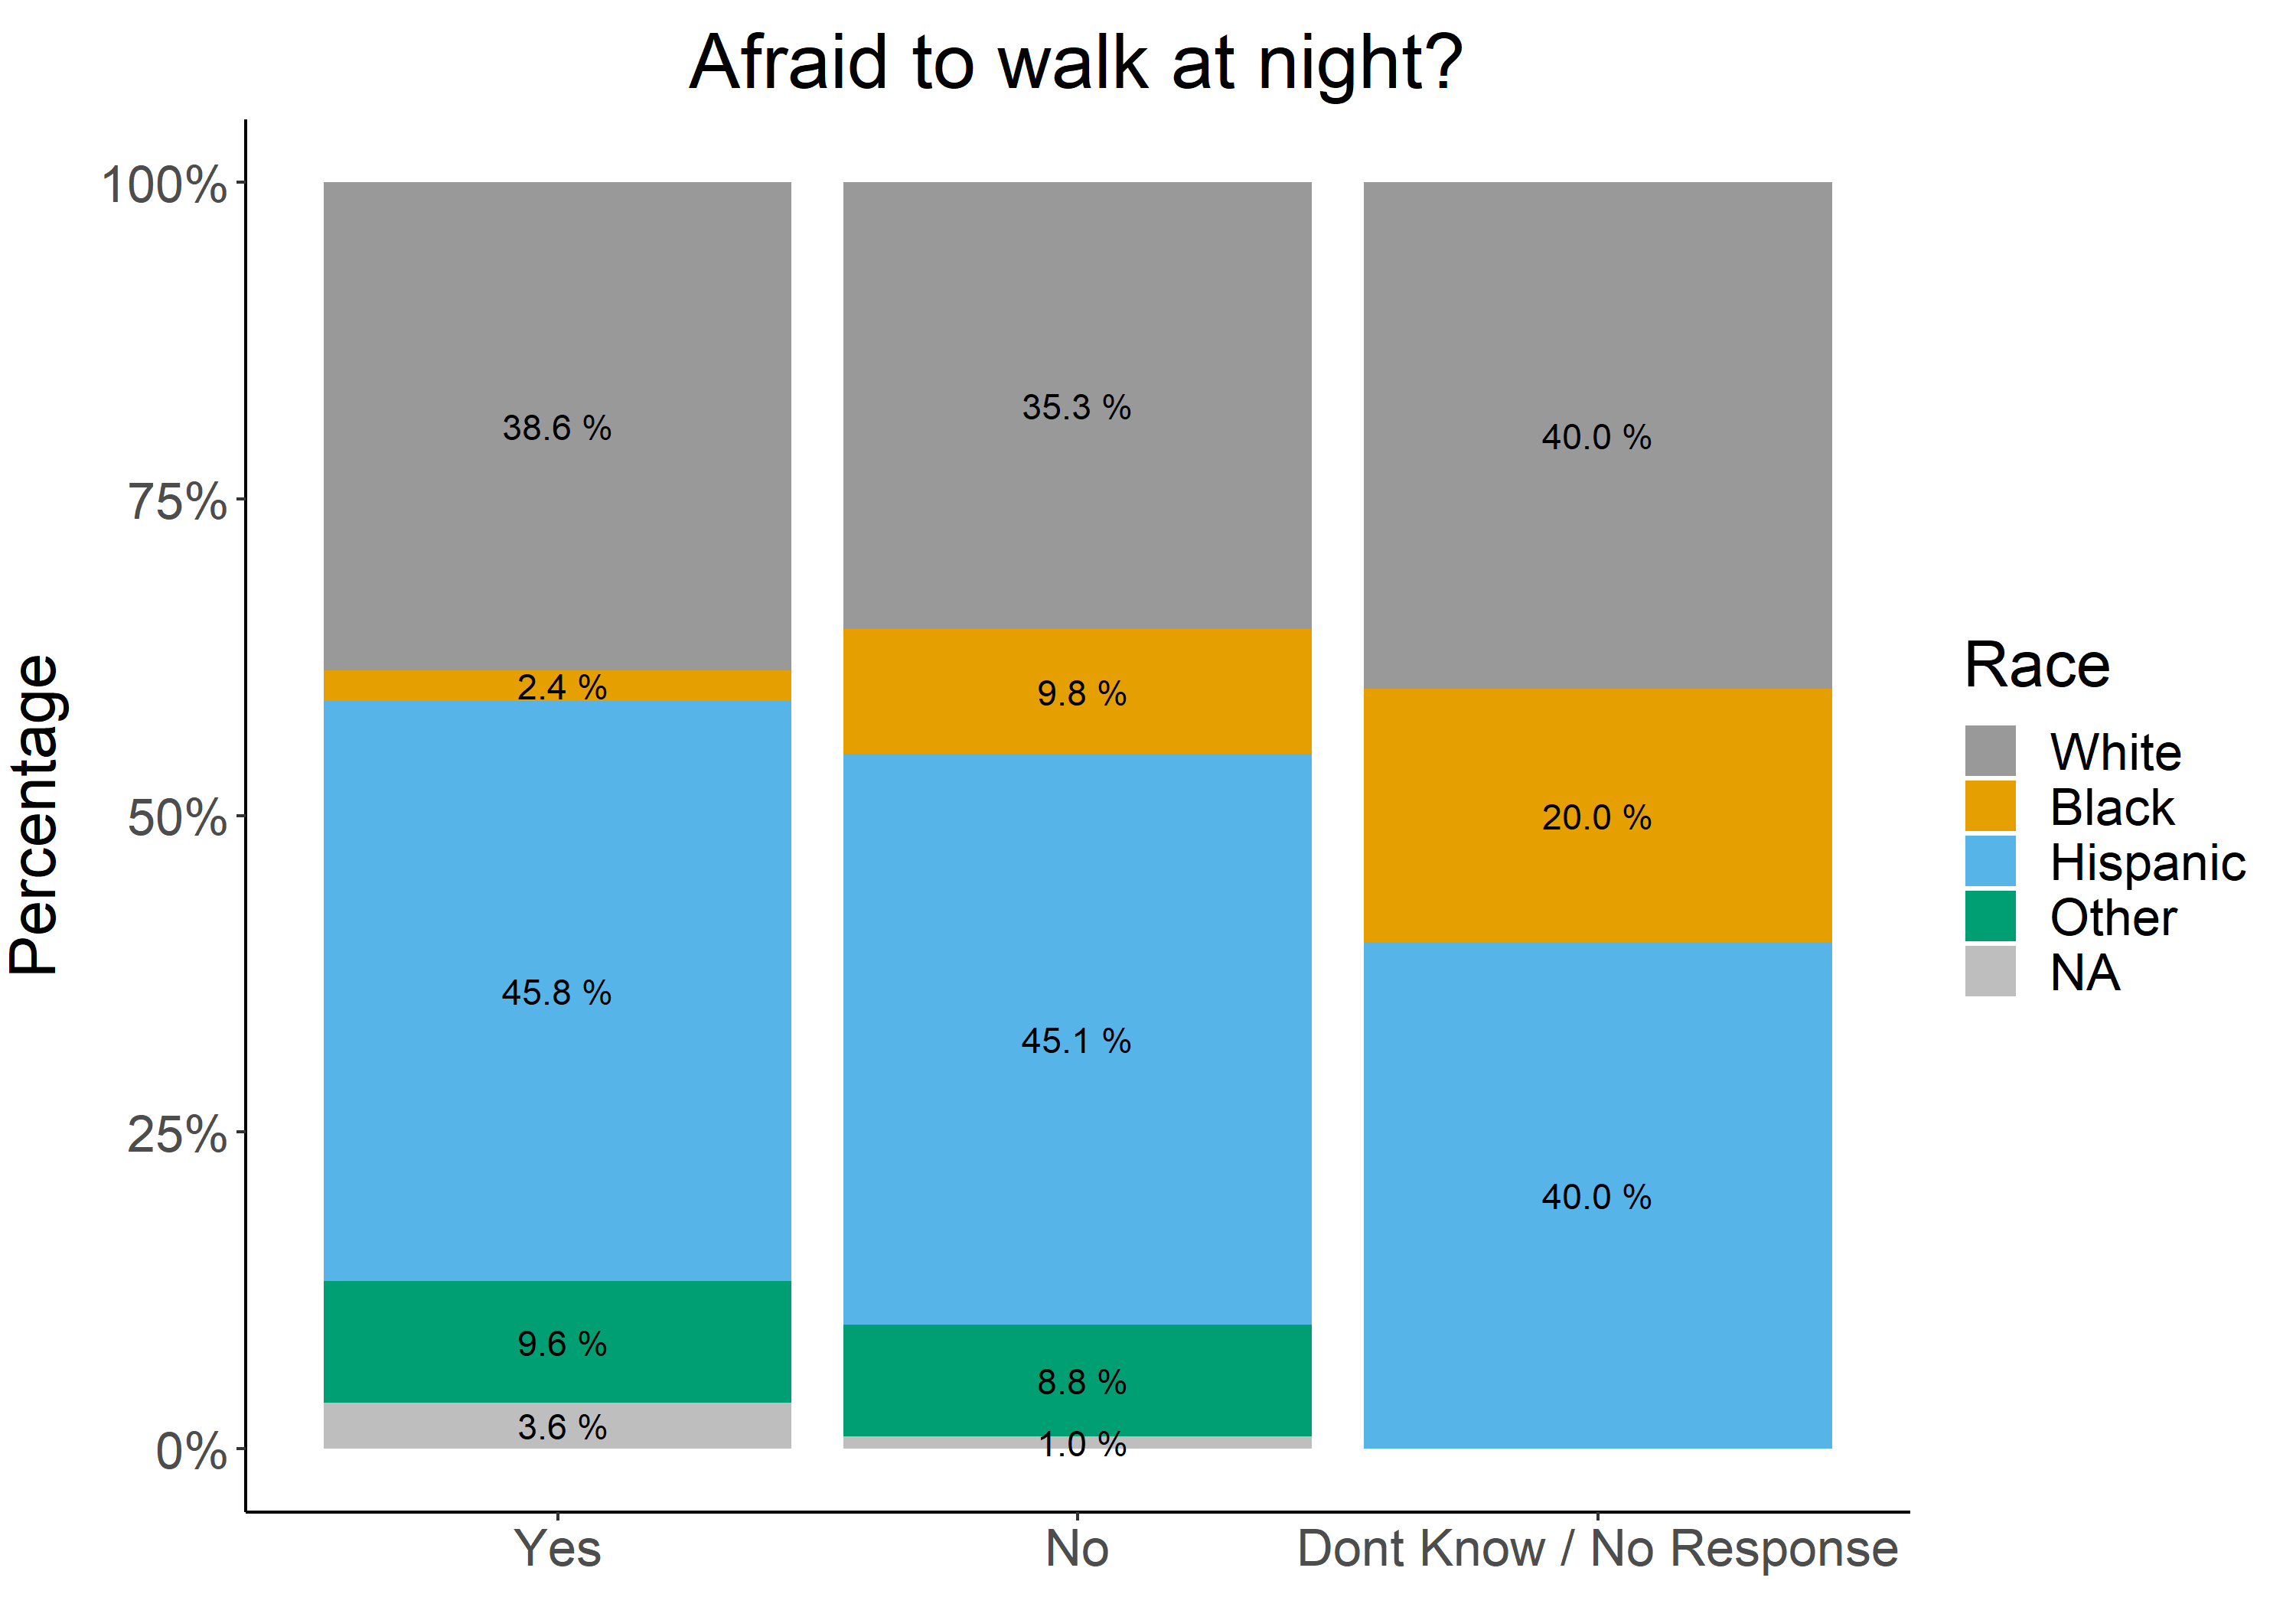 Afraid to walk at night?
Percentage
100%
75%
50%
25%
0%
38.6 %
2.4 %
45.8 %
9.6 %
3.6 %
35.3 %
9.8 %
45.1 %
8.8 %
1.0 %
40.0 %
20.0 %
40.0 %
Yes
No
Dont Know / No Response
Race
White
Black
Hispanic
Other
NA